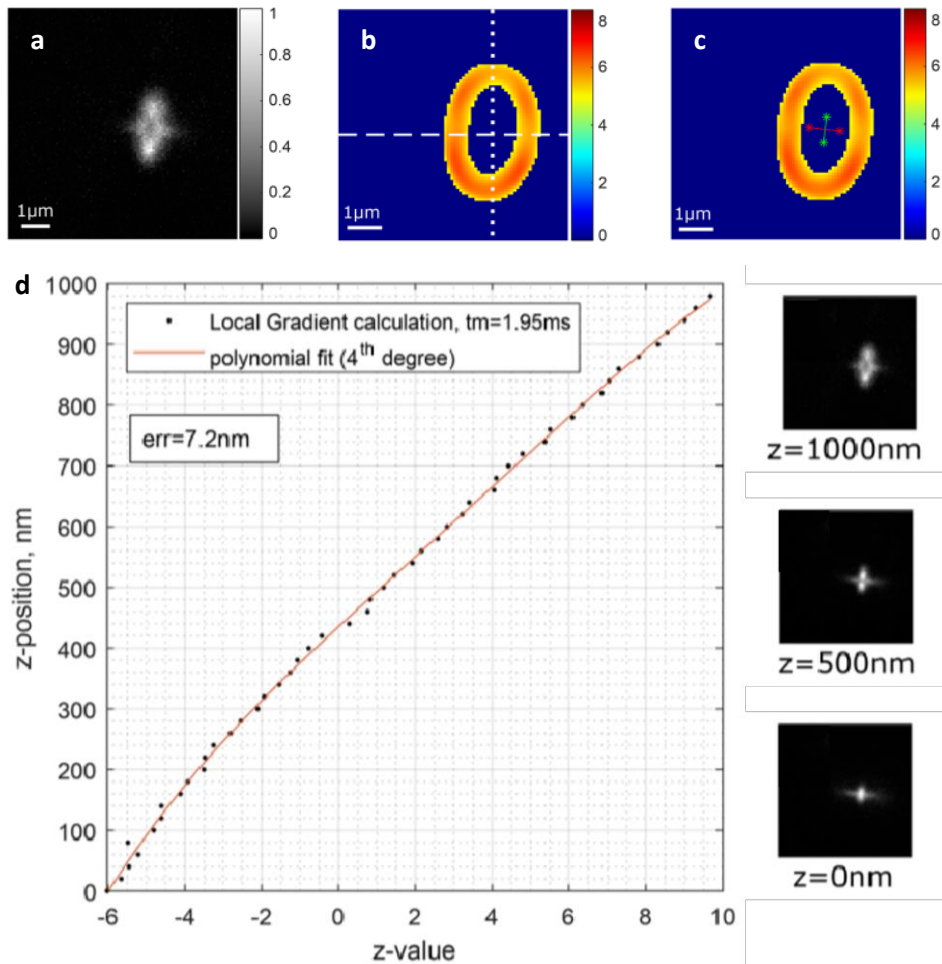 a
1
0.8
0.6
0.4
0.2
0
1µm
b
8
6
4
2
0
1µm
c
8
6
4
2
0
1µm
d
1000
900
800
700
600
500
400
300
200
100
0
z-position, nm
Local Gradient calculation, tm=1.95ms
polynomial fit (4th degree)
err=7.2nm
-6 -4 -2 0 2 4 6 8 10
z-value
z=1000nm
z=500nm
z=0nm